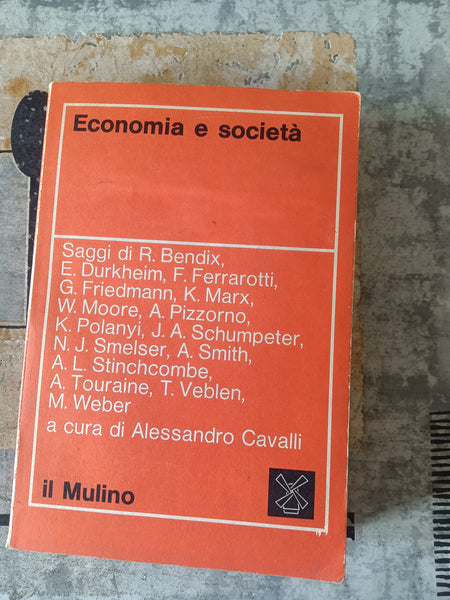 Economia e società
Saggi di R. Bendix,
E. Durkheim, F. Ferrarotti,
G. Friedmann, K. Marx,
W. Moore, A. Pizzorno,
K. Polanyi, J. A. Schumpeter,
N. J. Smelser, A. Smith,
A. L. Stinchcombe,
A. Touraine, T. Veblen,
M. Weber
a cura di Alessandro Cavalli
il Mulino